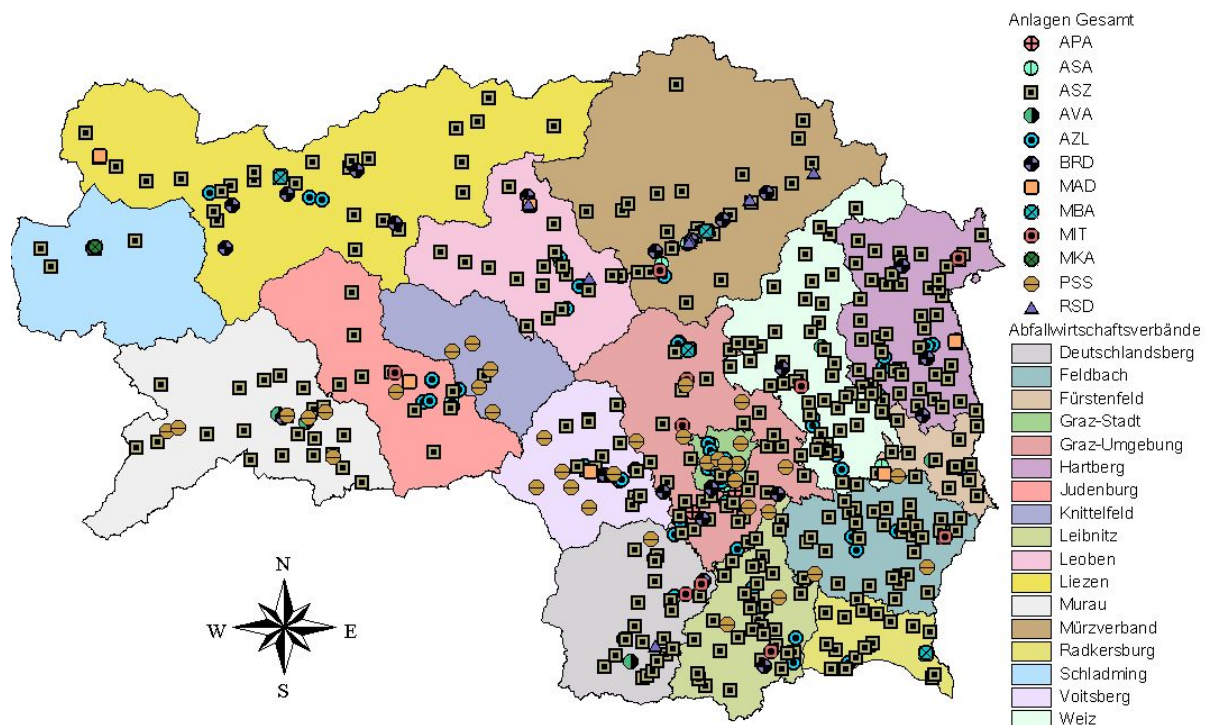 Anlagen Gesamt
APA
ASA
ASZ
AVA
AZL
BRD
MAD
MBA
MIT
MKA
PSS
RSD
Abfallwirtschaftsverbände
Deutschlandsberg
Feldbach
Fürstenfeld
Graz-Stadt
Graz-Umgebung
Hartberg
Judenburg
Knittelfeld
Leibnitz
Leoben
Liezen
Murau
Mürzverband
Radkersburg
Schladming
Voitsberg
Weiz
N
W E
S